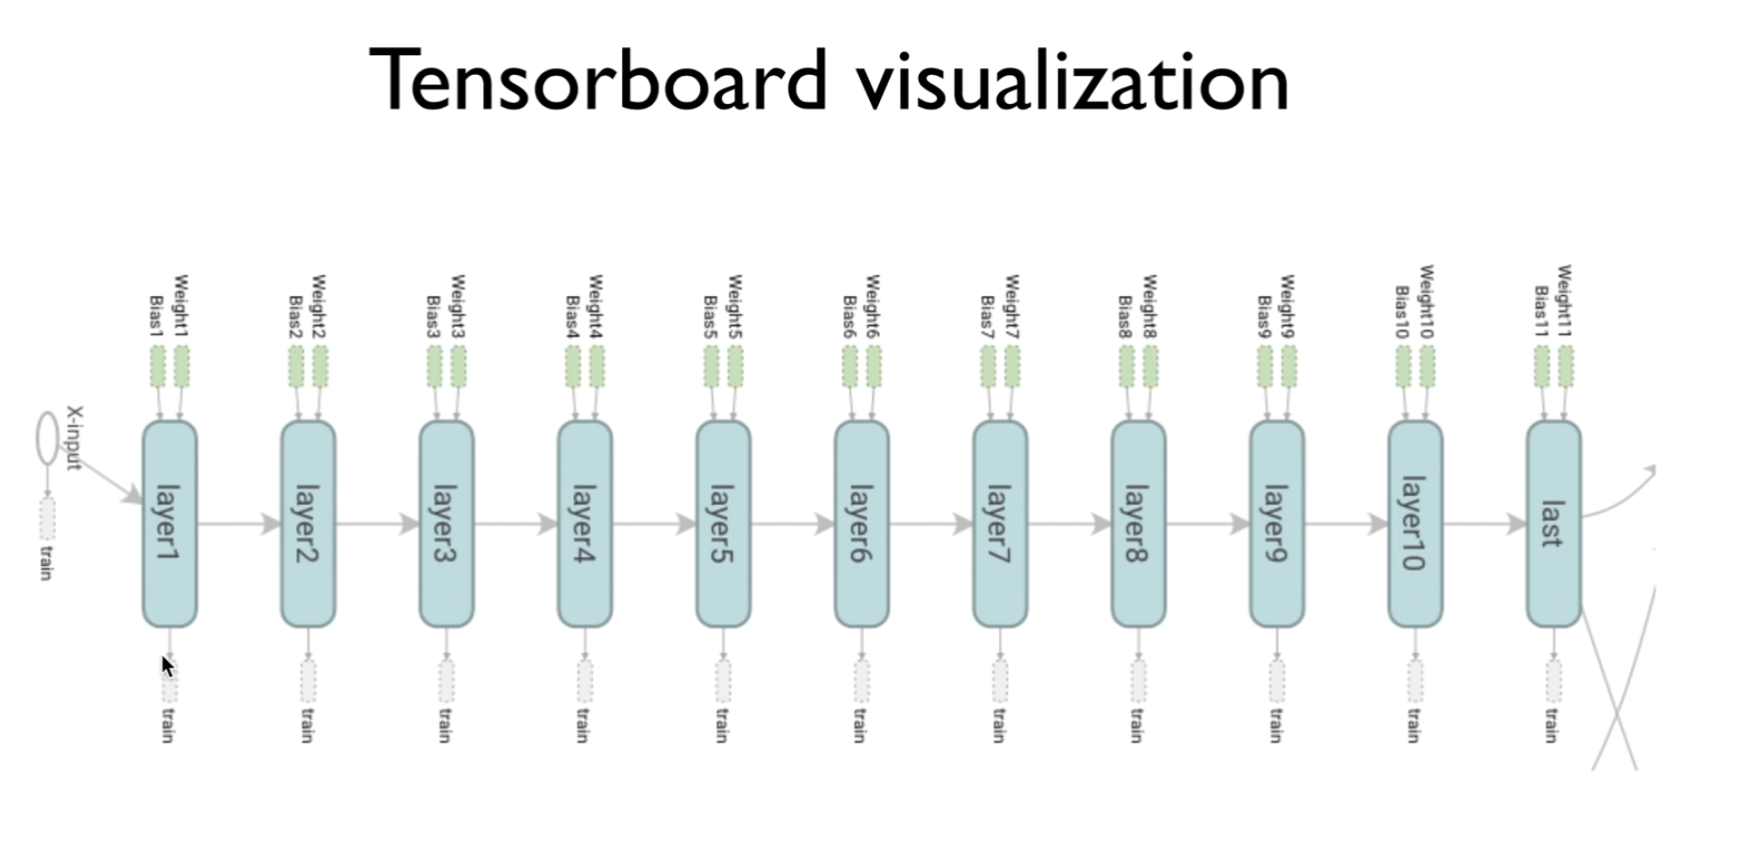 Tensorboard visualization
Weight1
Bias1
Weight2
Bias2
Weight3
Bias3
Weight4
Bias4
Weight5
Bias5
Weight6
Bias6
Weight7
Bias7
Weight8
Bias8
Weight9
Bias9
Weight10
Bias10
Weight11
Bias11
X-input
train
layer1
layer2
layer3
layer4
layer5
layer6
layer7
layer8
layer9
layer10
last
train
train
train
train
train
train
train
train
train
train
train